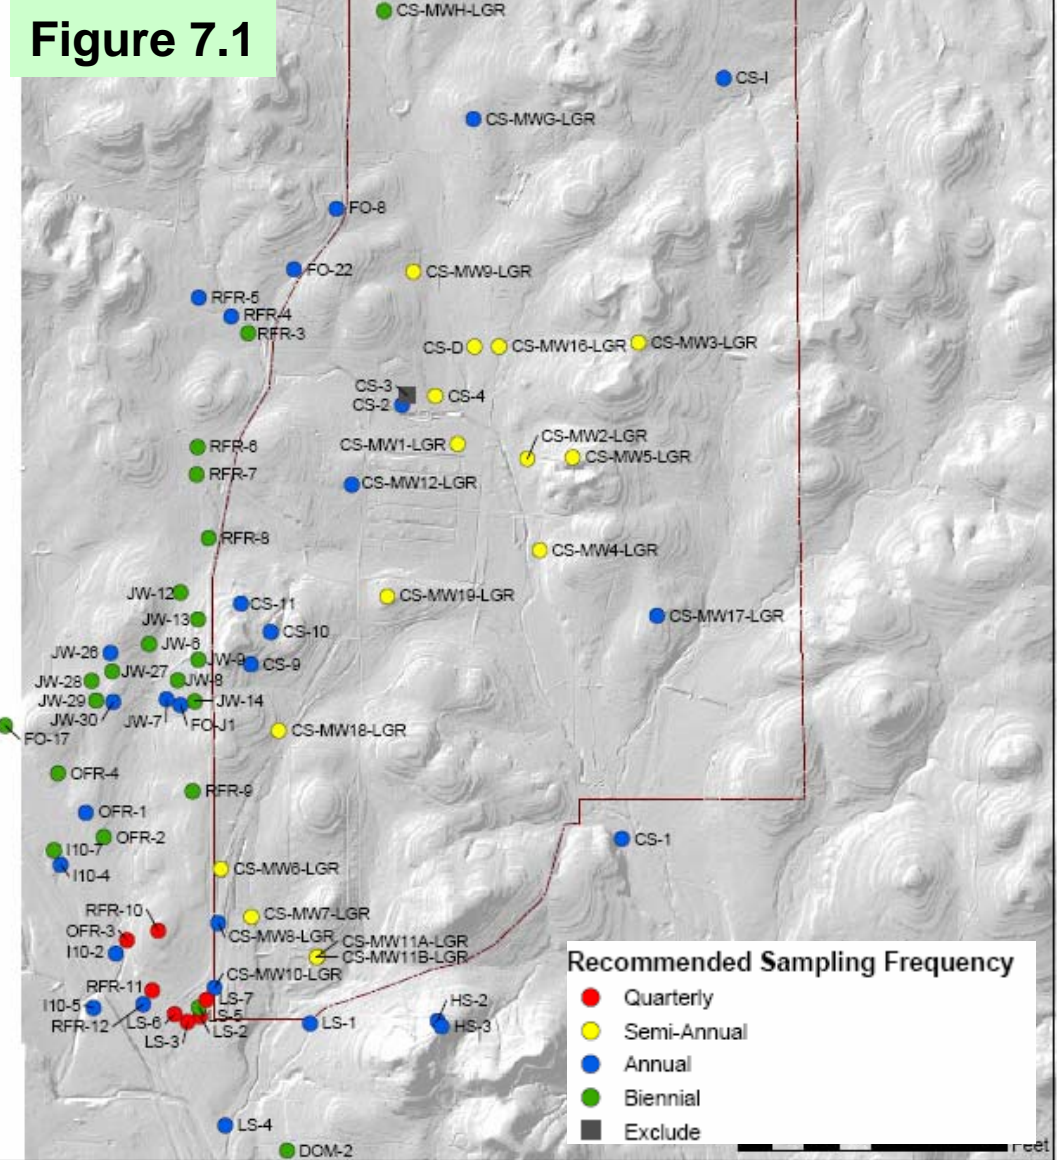 Figure 7.1
CS-MWH-LGR
CS-I
CS-MWG-LGR
FO-8
FO-22
CS-MW9-LGR
RFR-5
RFR-4
RFR-3
CS-D
CS-MW16-LGR
CS-MW3-LGR
CS-3
CS-4
CS-2
CS-MW1-LGR
CS-MW2-LGR
RFR-6
CS-MW5-LGR
RFR-7
CS-MW12-LGR
RFR-8
CS-MW4-LGR
JW-12
CS-11
CS-MW19-LGR
JW-13
CS-MW17-LGR
CS-10
JW-6
JW-26
JW-9
CS-9
JW-27
JW-28
JW-8
JW-29
JW-14
JW-30
JW-7
FO-J1
CS-MW18-LGR
FO-17
OFR-4
RFR-9
OFR-1
OFR-2
CS-1
I10-7
CS-MW6-LGR
I10-4
RFR-10
CS-MW7-LGR
OFR-3
CS-MW8-LGR
CS-MW11A-LGR
I10-2
CS-MW11B-LGR
CS-MW10-LGR
RFR-11
LS-7
HS-2
I10-5
LS-5
RFR-12
LS-6
LS-1
HS-3
LS-2
LS-3
LS-4
DOM-2
Recommended Sampling Frequency
Quarterly
Semi-Annual
Annual
Biennial
Exclude
Feet